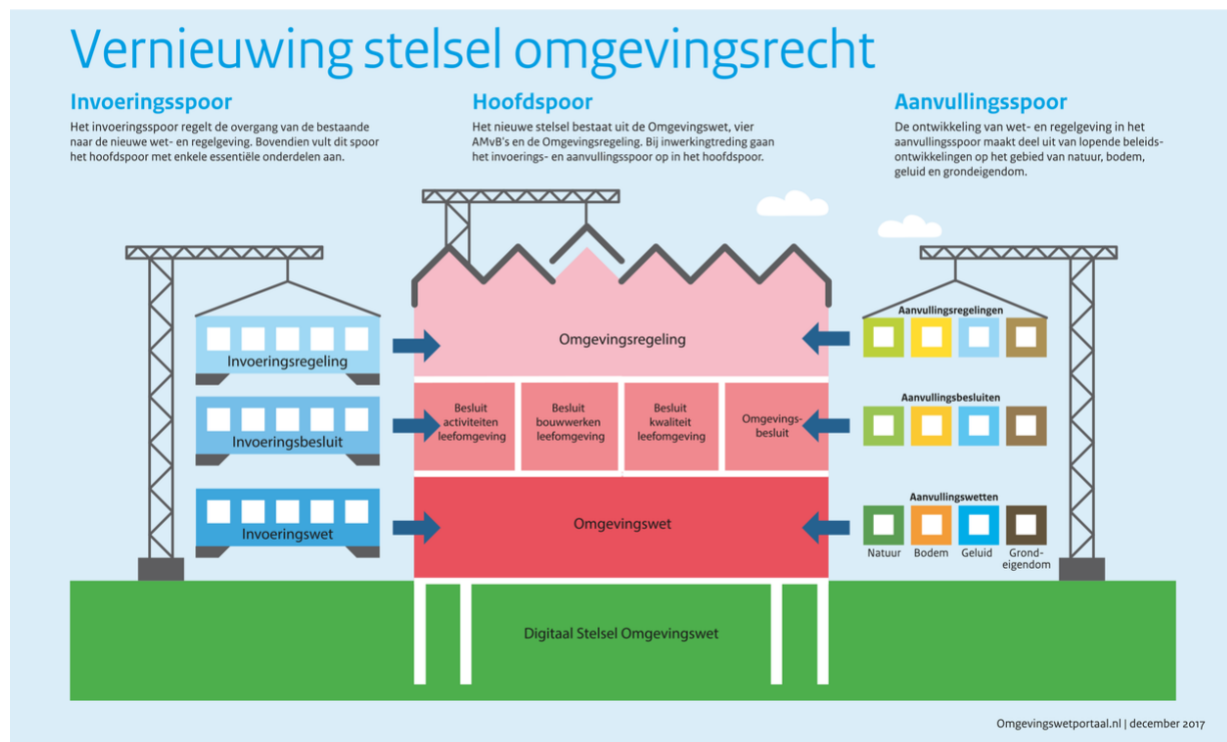 Vernieuwing stelsel omgevingsrecht
Invoeringsspoor
Het invoeringsspoor regelt de overgang van de bestaande
naar de nieuwe wet- en regelgeving. Bovendien vult dit spoor
het hoofdspoor met enkele essentiële onderdelen aan.
Hoofdspoor
Het nieuwe stelsel bestaat uit de Omgevingswet, vier
AMvB's en de Omgevingsregeling. Bij inwerkingtreding gaan
het invoerings- en aanvullingsspoor op in het hoofdspoor.
Aanvullingsspoor
De ontwikkeling van wet- en regelgeving in het
aanvullingsspoor maakt deel uit van lopende beleids-
ontwikkelingen op het gebied van natuur, bodem,
geluid en grondeigendom.
Invoeringsregeling
Omgevingsregeling
Aanvullingsregelingen
Invoeringsbesluit
Besluit
activiteiten
leefomgeving
Besluit
bouwwerken
leefomgeving
Besluit
kwaliteit
leefomgeving
Omgevings-
besluit
Aanvullingsbesluiten
Invoeringswet
Omgevingswet
Aanvullingswetten
Natuur
Bodem
Geluid
Grond-
eigendom
Digitaal Stelsel Omgevingswet
Omgevingswetportaal.nl | december 2017